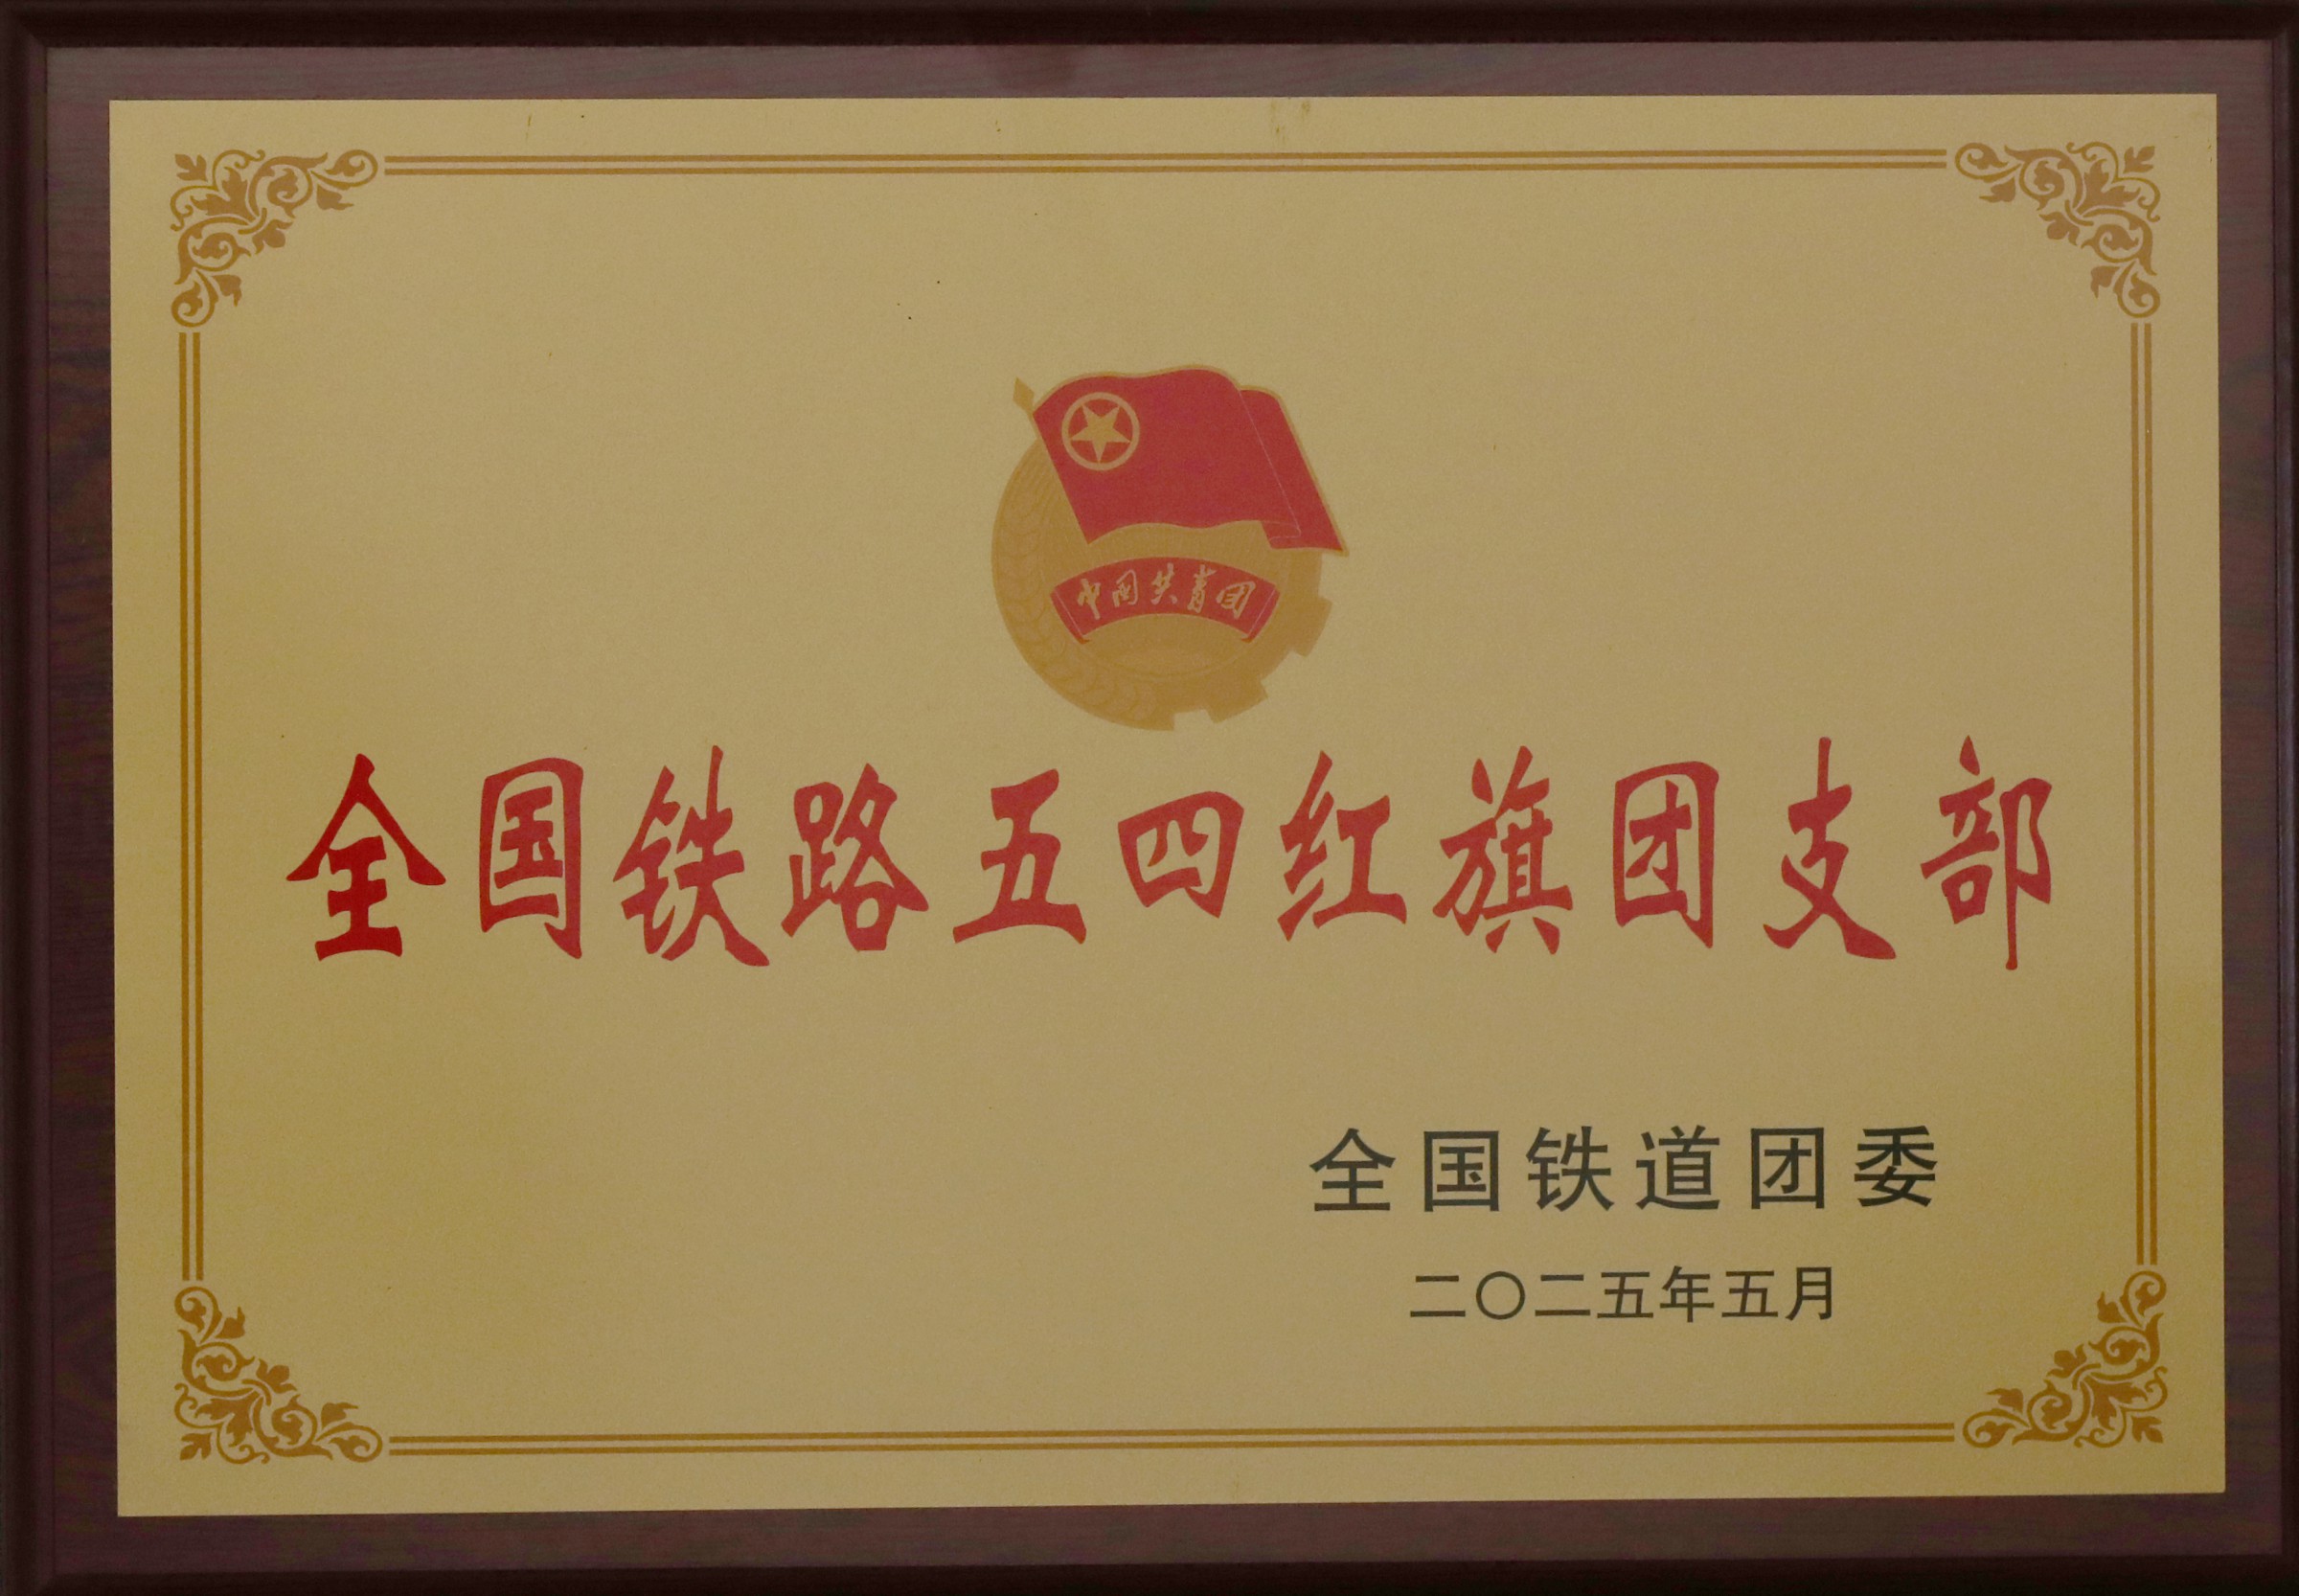 中国共青团
全国铁路五四红旗团支部
全国铁道团委
二〇二五年五月